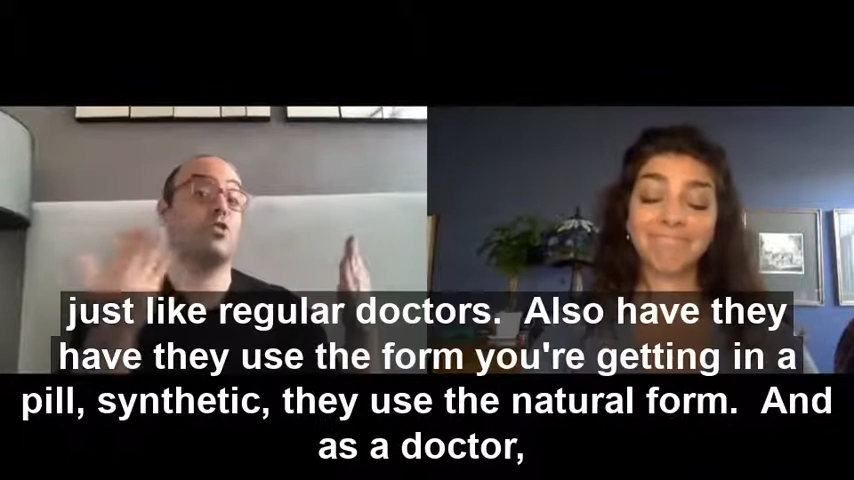 just like regular doctors.  Also have they
have they use the form you're getting in a
pill, synthetic, they use the natural form.  And
as a doctor,